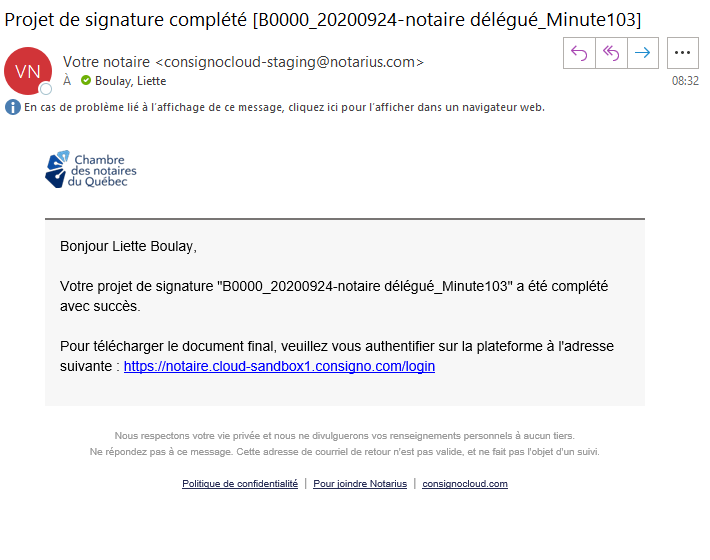 Projet de signature complété [B0000_20200924-notaire délégué_Minute103]
VN
Votre notaire <consignocloud-staging@notarius.com>
À Boulay, Liette
08:32
En cas de problème lié à l'affichage de ce message, cliquez ici pour l'afficher dans un navigateur web.
Chambre
des notaires
du Québec
Bonjour Liette Boulay,
Votre projet de signature "B0000_20200924-notaire délégué_Minute103" a été complété
avec succès.
Pour télécharger le document final, veuillez vous authentifier sur la plateforme à l'adresse
suivante : https://notaire.cloud-sandbox1.consigno.com/login
Nous respectons votre vie privée et nous ne divulguerons vos renseignements personnels à aucun tiers.
Ne répondez pas à ce message. Cette adresse de courriel de retour n'est pas valide, et ne fait pas l'objet d'un suivi.
Politique de confidentialité | Pour joindre Notarius | consignocloud.com